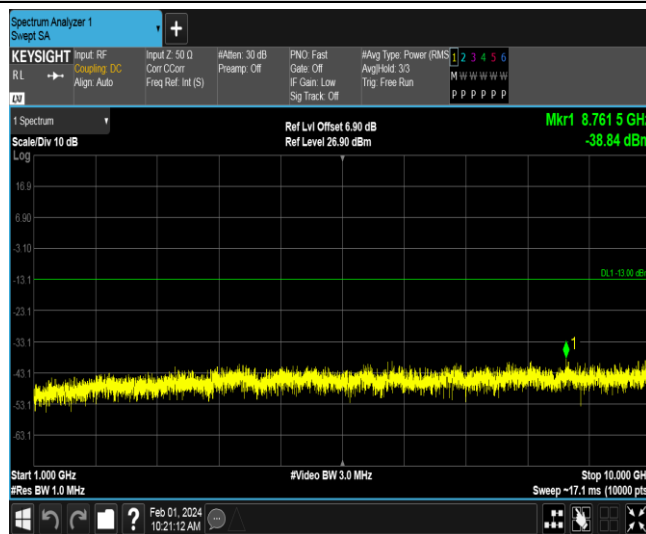 Spectrum Analyzer 1
Swept SA
+
KEYSIGHT Input: RF Input Z: 50 Ω #Atten: 30 dB PNO: Fast #Avg Type: Power (RMS 1 2 3 4 5 6
RL Coupling: DC Corr CCorr Preamp: Off Gate: Off Avg|Hold: 3/3 M W W W W W
Align: Auto Freq Ref: Int (S) IF Gain: Low Trig: Free Run
Sig Track: Off P P P P P P
LXI
1 Spectrum Ref Lvl Offset 6.90 dB Mkr1 8.761 5 GHz
Scale/Div 10 dB Ref Level 26.90 dBm -38.84 dBm
Log
16.9
6.90
-3.10
-13.1 DL1 -13.00 dBm
-23.1
-33.1
1
-43.1
-53.1
-63.1
Start 1.000 GHz #Video BW 3.0 MHz Stop 10.000 GHz
#Res BW 1.0 MHz Sweep ~17.1 ms (10000 pts
? Feb 01, 2024
10:21:12 AM